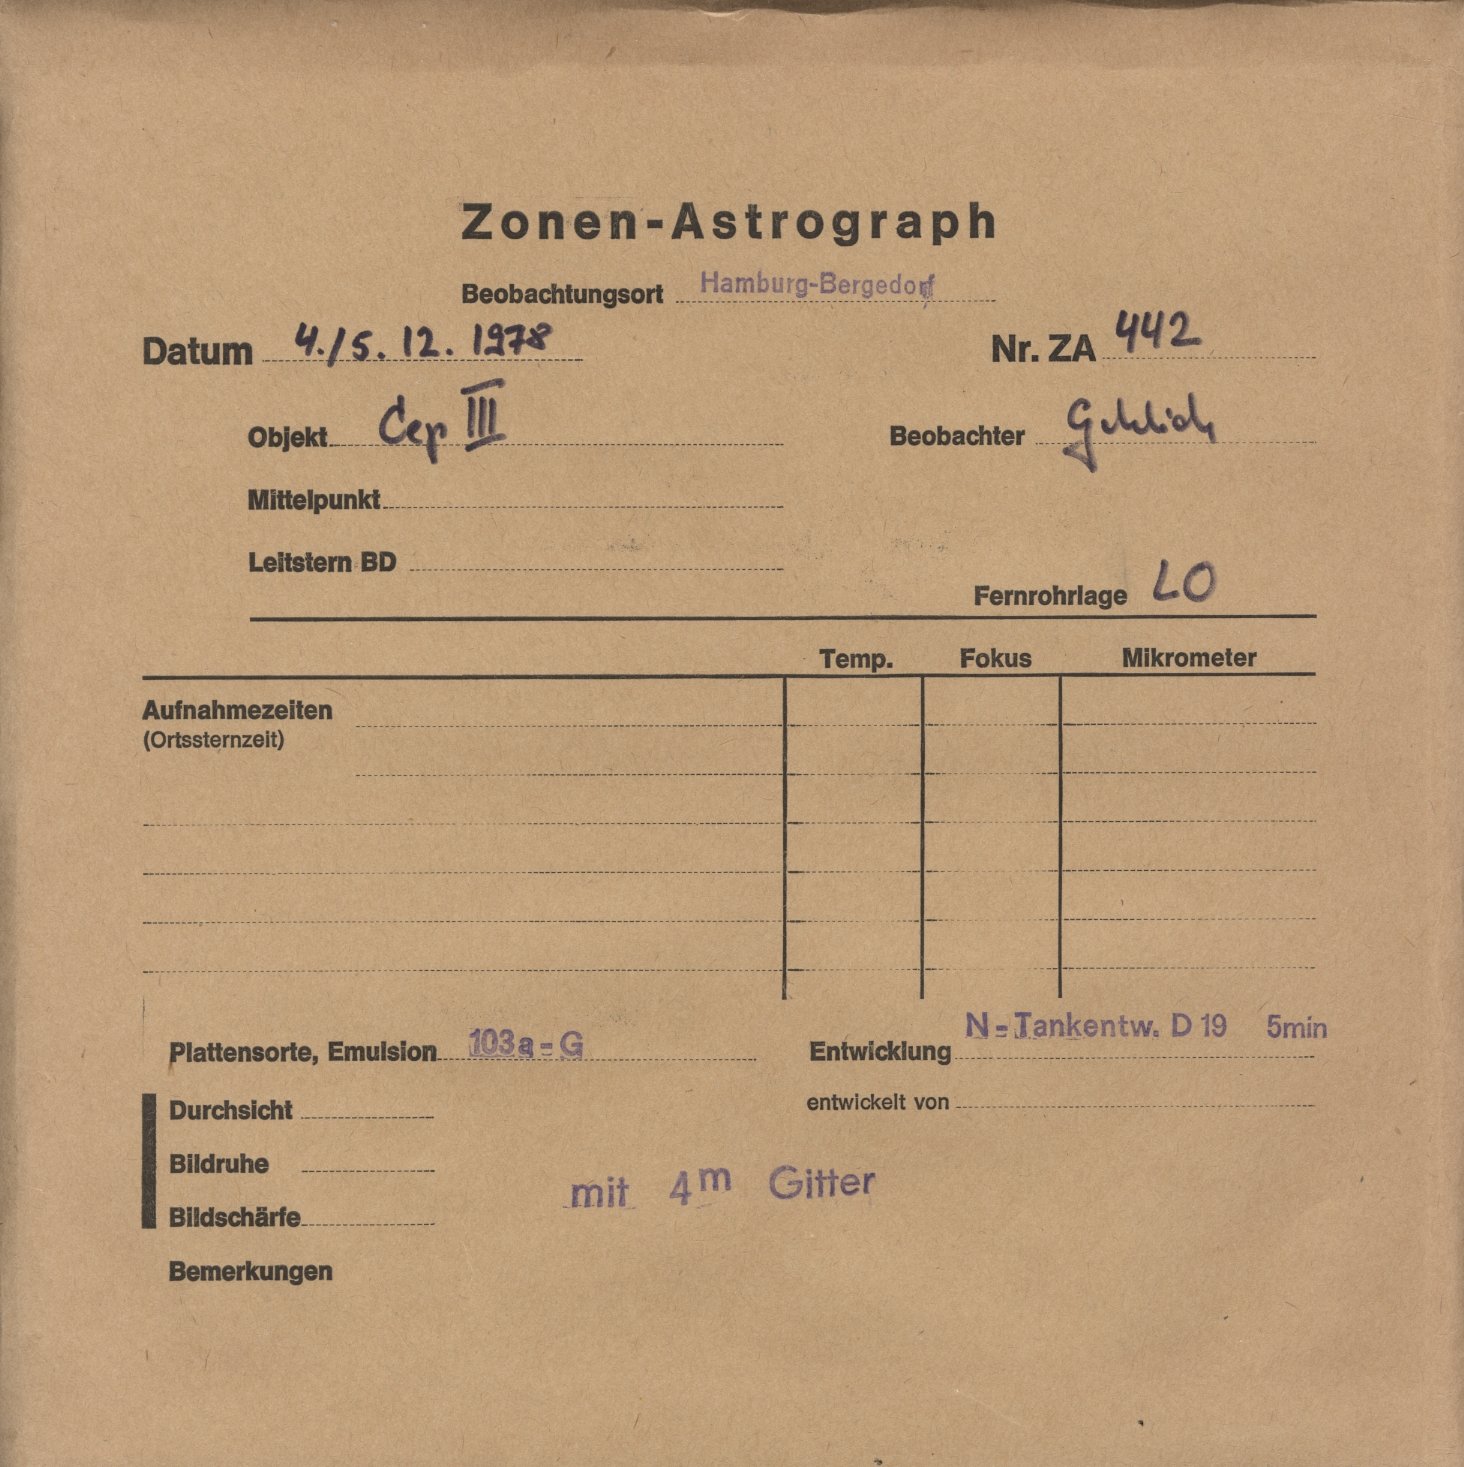 Zonen-Astrograph
Beobachtungsort Hamburg-Bergedorf
Datum 4./5. 12. 1978 Nr. ZA 442
Objekt Cep III Beobachter
Mittelpunkt
Leitstern BD
Fernrohrlage LO
Temp. Fokus Mikrometer
Aufnahmezeiten
(Ortssternzeit)
Plattensorte, Emulsion 103a-G Entwicklung N-Tankentw. D 19 5min
Durchsicht entwickelt von
Bildruhe
mit 4m Gitter
Bildschärfe
Bemerkungen